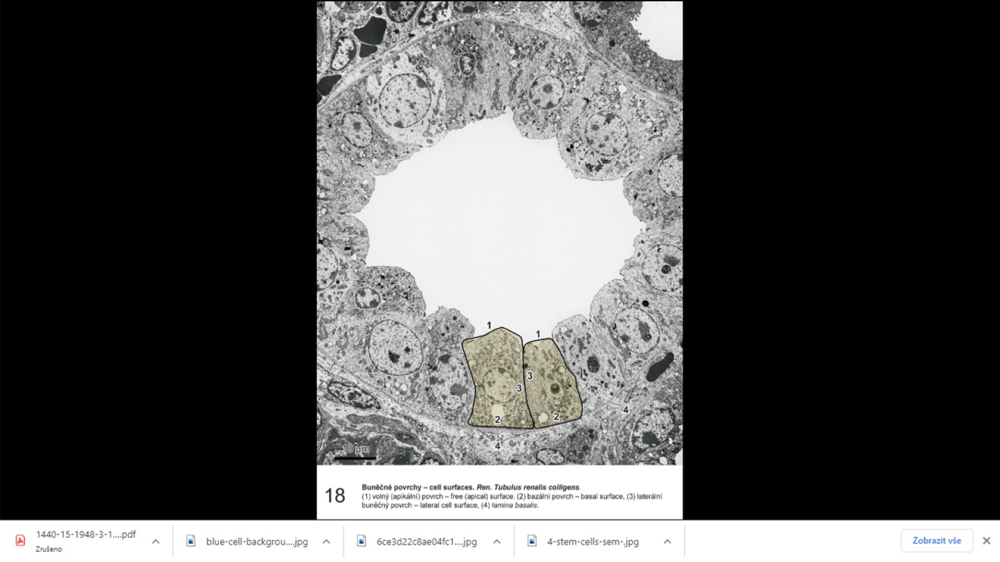 1
1
3
3
2
2
4
4
10 µm
18
Buněčné povrchy – cell surfaces. Ren. Tubulus renalis colligens.
(1) volný (apikální) povrch – free (apical) surface, (2) bazální povrch – basal surface, (3) laterální
buněčný povrch – lateral cell surface, (4) lamina basalis.
1440-15-1948-3-1....pdf
Zrušeno
blue-cell-backgrou....jpg
6ce3d22c8ae04fc1....jpg
4-stem-cells-sem-.jpg
Zobrazit vše